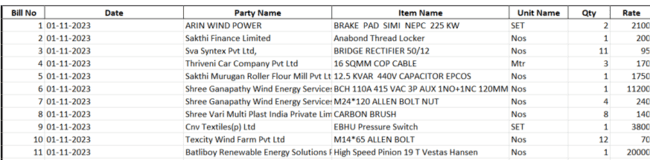 Bill No Date Party Name Item Name Unit Name Qty Rate
1 01-11-2023 ARIN WIND POWER BRAKE PAD SIMI NEPC 225 KW SET 2 2100
2 01-11-2023 Sakthi Finance Limited Anabond Thread Locker Nos 1 200
3 01-11-2023 Sva Syntex Pvt Ltd, BRIDGE RECTIFIER 50/12 Nos 11 95
4 01-11-2023 Thriveni Car Company Pvt Ltd 16 SQMM COP CABLE Mtr 3 170
5 01-11-2023 Sakthi Murugan Roller Flour Mill Pvt Lt 12.5 KVAR 440V CAPACITOR EPCOS Nos 1 1750
6 01-11-2023 Shree Ganapathy Wind Energy Services BCH 110A 415 VAC 3P AUX 1NO+1NC 120MM Nos 1 11200
7 01-11-2023 Shree Ganapathy Wind Energy Services M24*120 ALLEN BOLT NUT Nos 4 240
8 01-11-2023 Shree Vari Multi Plast India Private Lim CARBON BRUSH Nos 8 140
9 01-11-2023 Cnv Textiles(p) Ltd EBHU Pressure Switch SET 1 3800
10 01-11-2023 Texcity Wind Farm Pvt Ltd M14*65 ALLEN BOLT Nos 12 70
11 01-11-2023 Batliboy Renewable Energy Solutions High Speed Pinion 19 T Vestas Hansen Nos 1 20000